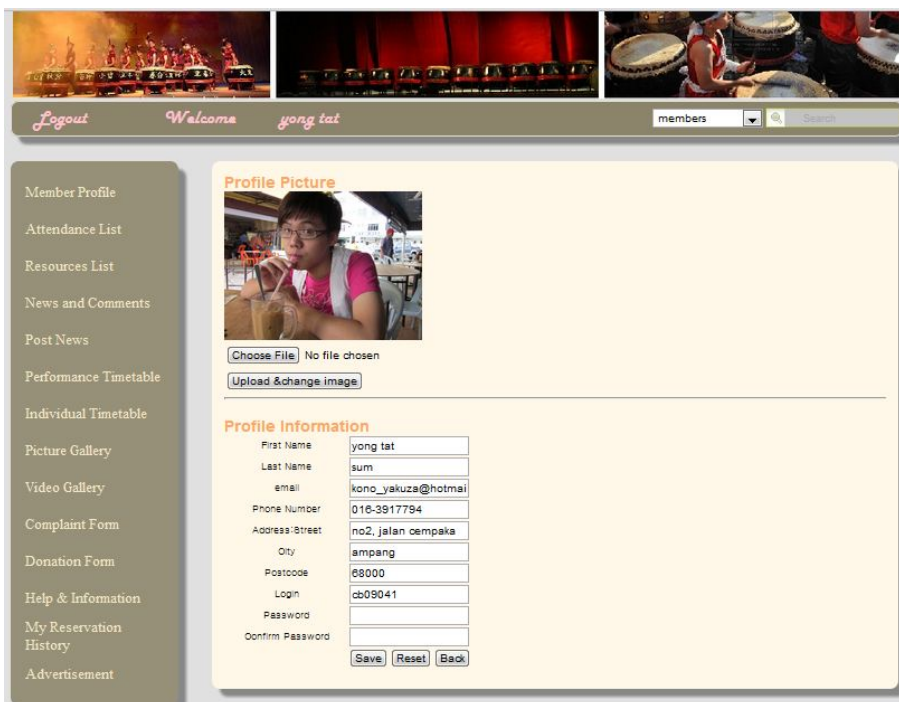 Logout Welcome yong tat
members Search
Member Profile
Attendance List
Resources List
News and Comments
Post News
Performance Timetable
Individual Timetable
Picture Gallery
Video Gallery
Complaint Form
Donation Form
Help & Information
My Reservation
History
Advertisement
Profile Picture
Choose File No file chosen
Upload &change image
Profile Information
First Name yong tat
Last Name sum
email kono_yakuza@hotmai
Phone Number 016-3917794
Address:Street no2, jalan cempaka
City ampang
Postcode 68000
Login cb09041
Password
Confirm Password
Save Reset Back